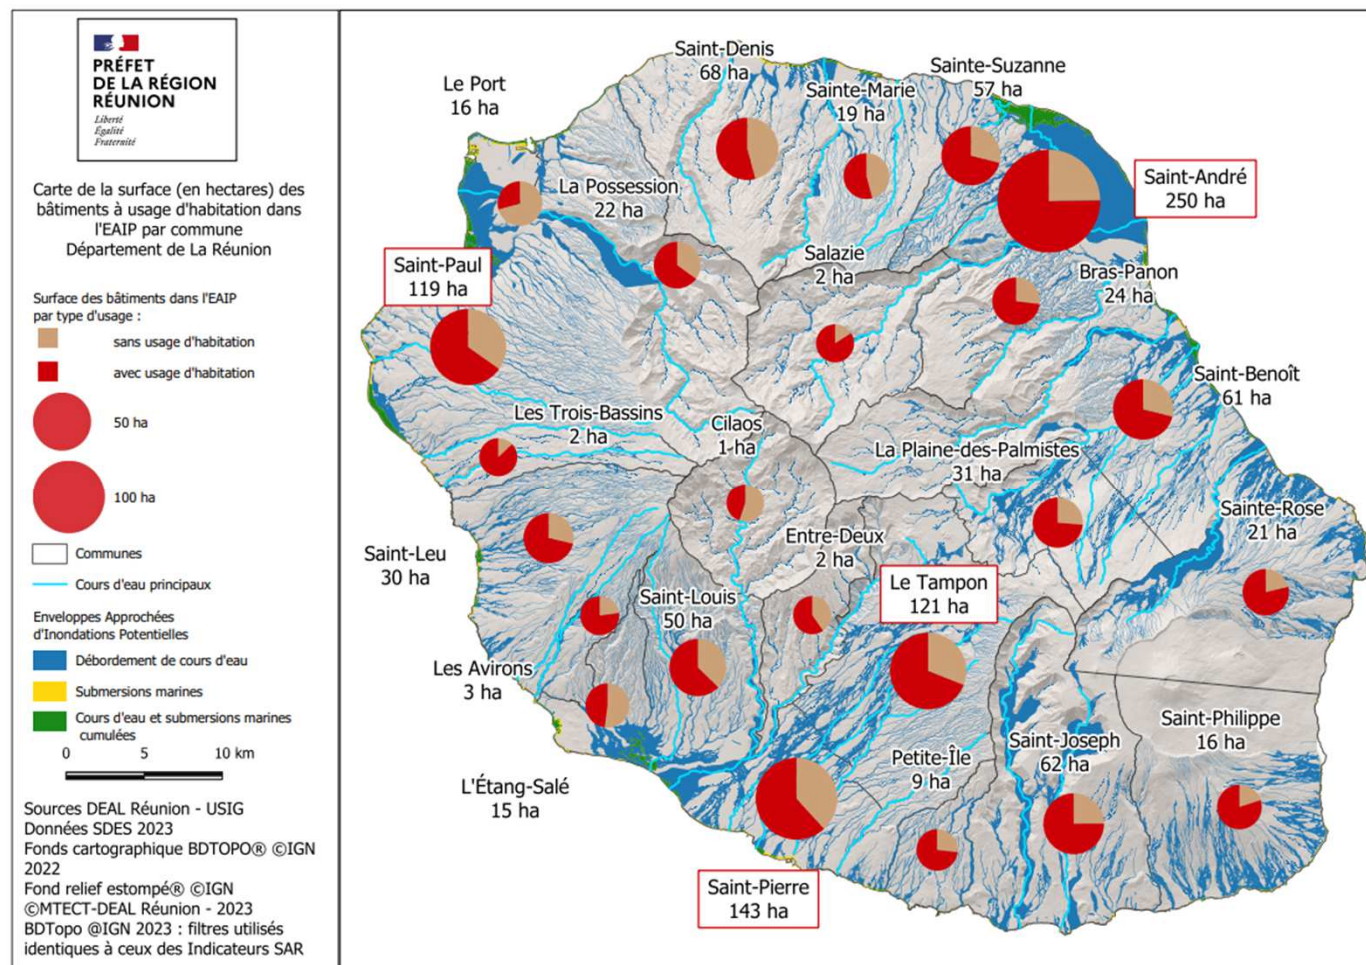 PRÉFET
DE LA RÉGION
RÉUNION
Liberté
Égalité
Fraternité
Carte de la surface (en hectares) des
bâtiments à usage d'habitation dans
l'EAIP par commune
Département de La Réunion
Surface des bâtiments dans l'EAIP
par type d'usage :
sans usage d'habitation
avec usage d'habitation
50 ha
100 ha
Communes
Cours d'eau principaux
Enveloppes Approchées
d'Inondations Potentielles
Débordement de cours d'eau
Submersions marines
Cours d'eau et submersions marines
cumulées
0 5 10 km
Sources DEAL Réunion - USIG
Données SDES 2023
Fonds cartographique BDTOPO® ©IGN
2022
Fond relief estompé® ©IGN
©MTECT-DEAL Réunion - 2023
BDTopo @IGN 2023 : filtres utilisés
identiques à ceux des Indicateurs SAR
Saint-Denis
68 ha
Sainte-Suzanne
57 ha
Le Port
16 ha
Sainte-Marie
19 ha
Saint-André
250 ha
La Possession
22 ha
Saint-Paul
119 ha
Salazie
2 ha
Bras-Panon
24 ha
Saint-Benoît
61 ha
Les Trois-Bassins
2 ha
Cilaos
1 ha
La Plaine-des-Palmistes
31 ha
Sainte-Rose
21 ha
Entre-Deux
2 ha
Saint-Leu
30 ha
Le Tampon
121 ha
Saint-Louis
50 ha
Les Avirons
3 ha
Saint-Philippe
16 ha
Saint-Joseph
62 ha
Petite-Île
9 ha
L'Étang-Salé
15 ha
Saint-Pierre
143 ha